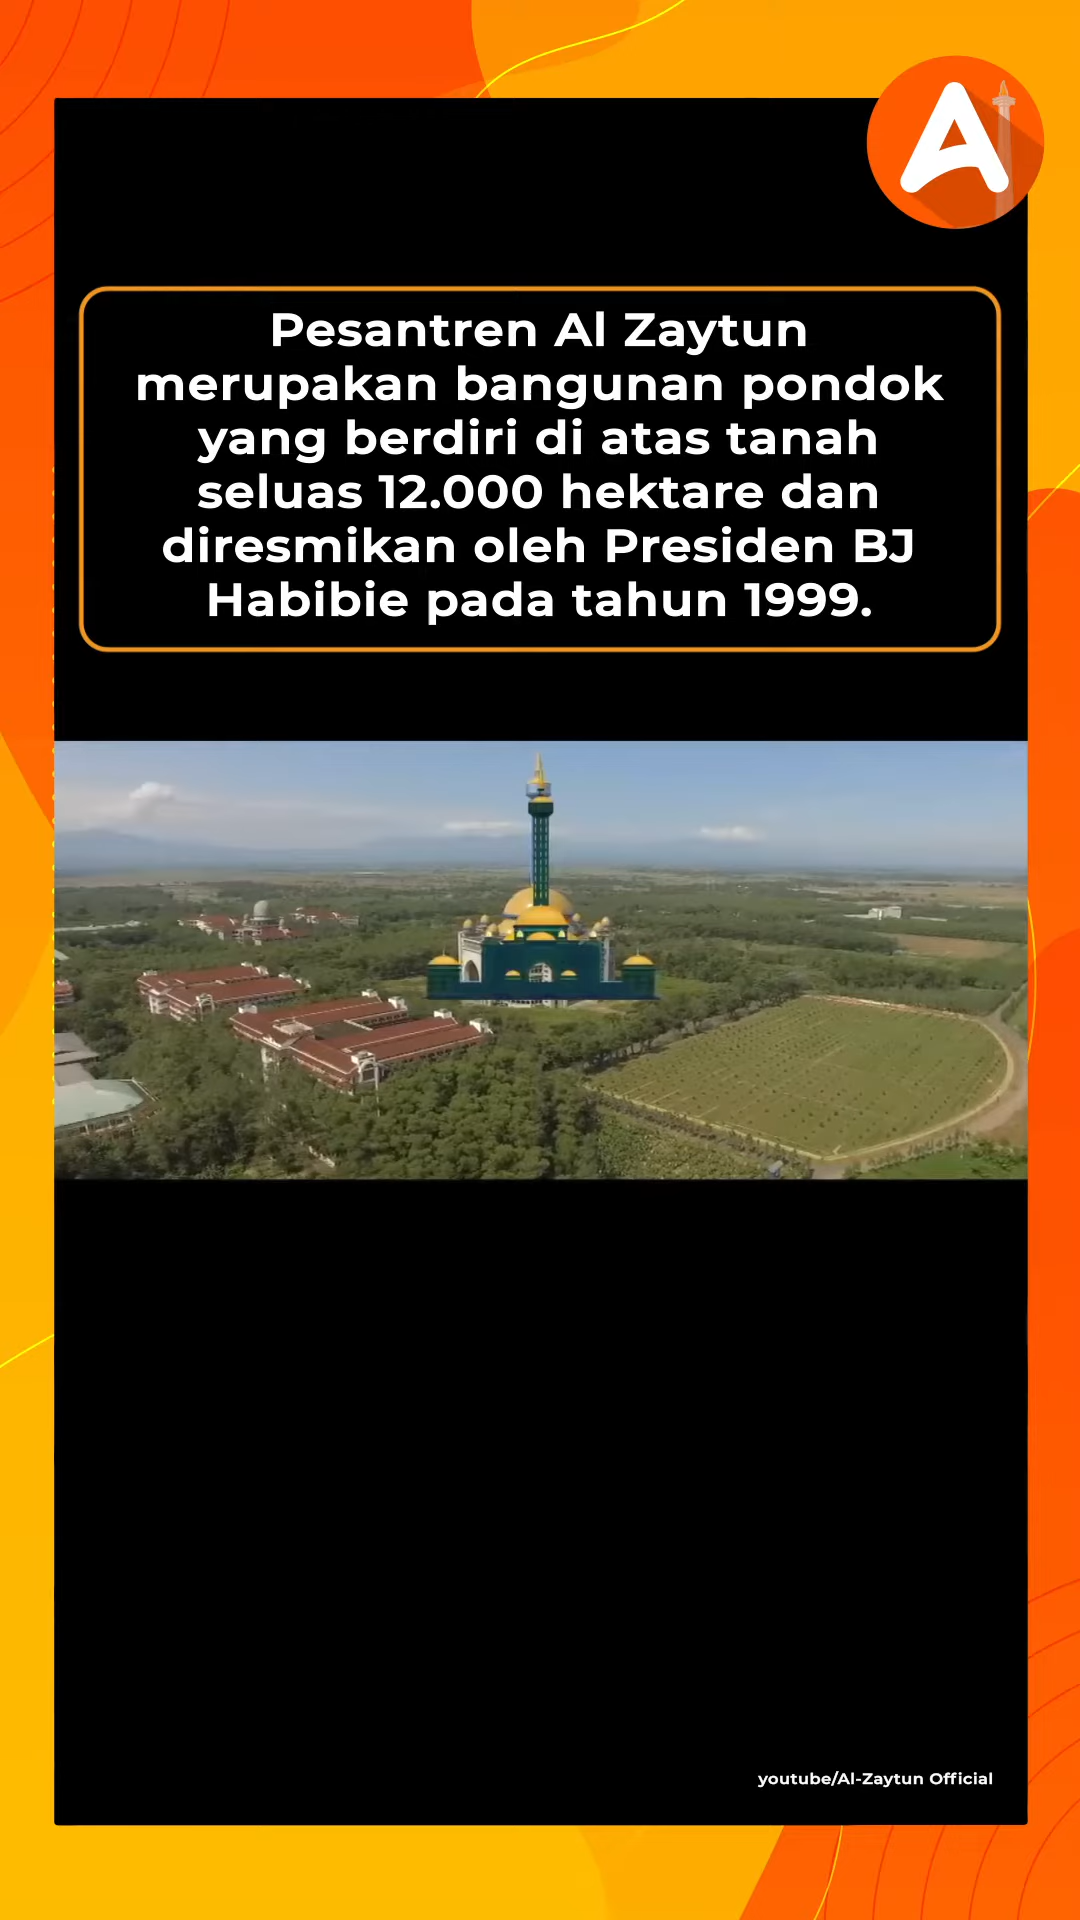 A
Pesantren Al Zaytun
merupakan bangunan pondok
yang berdiri di atas tanah
seluas 12.000 hektare dan
diresmikan oleh Presiden BJ
Habibie pada tahun 1999.
youtube/Al-Zaytun Official